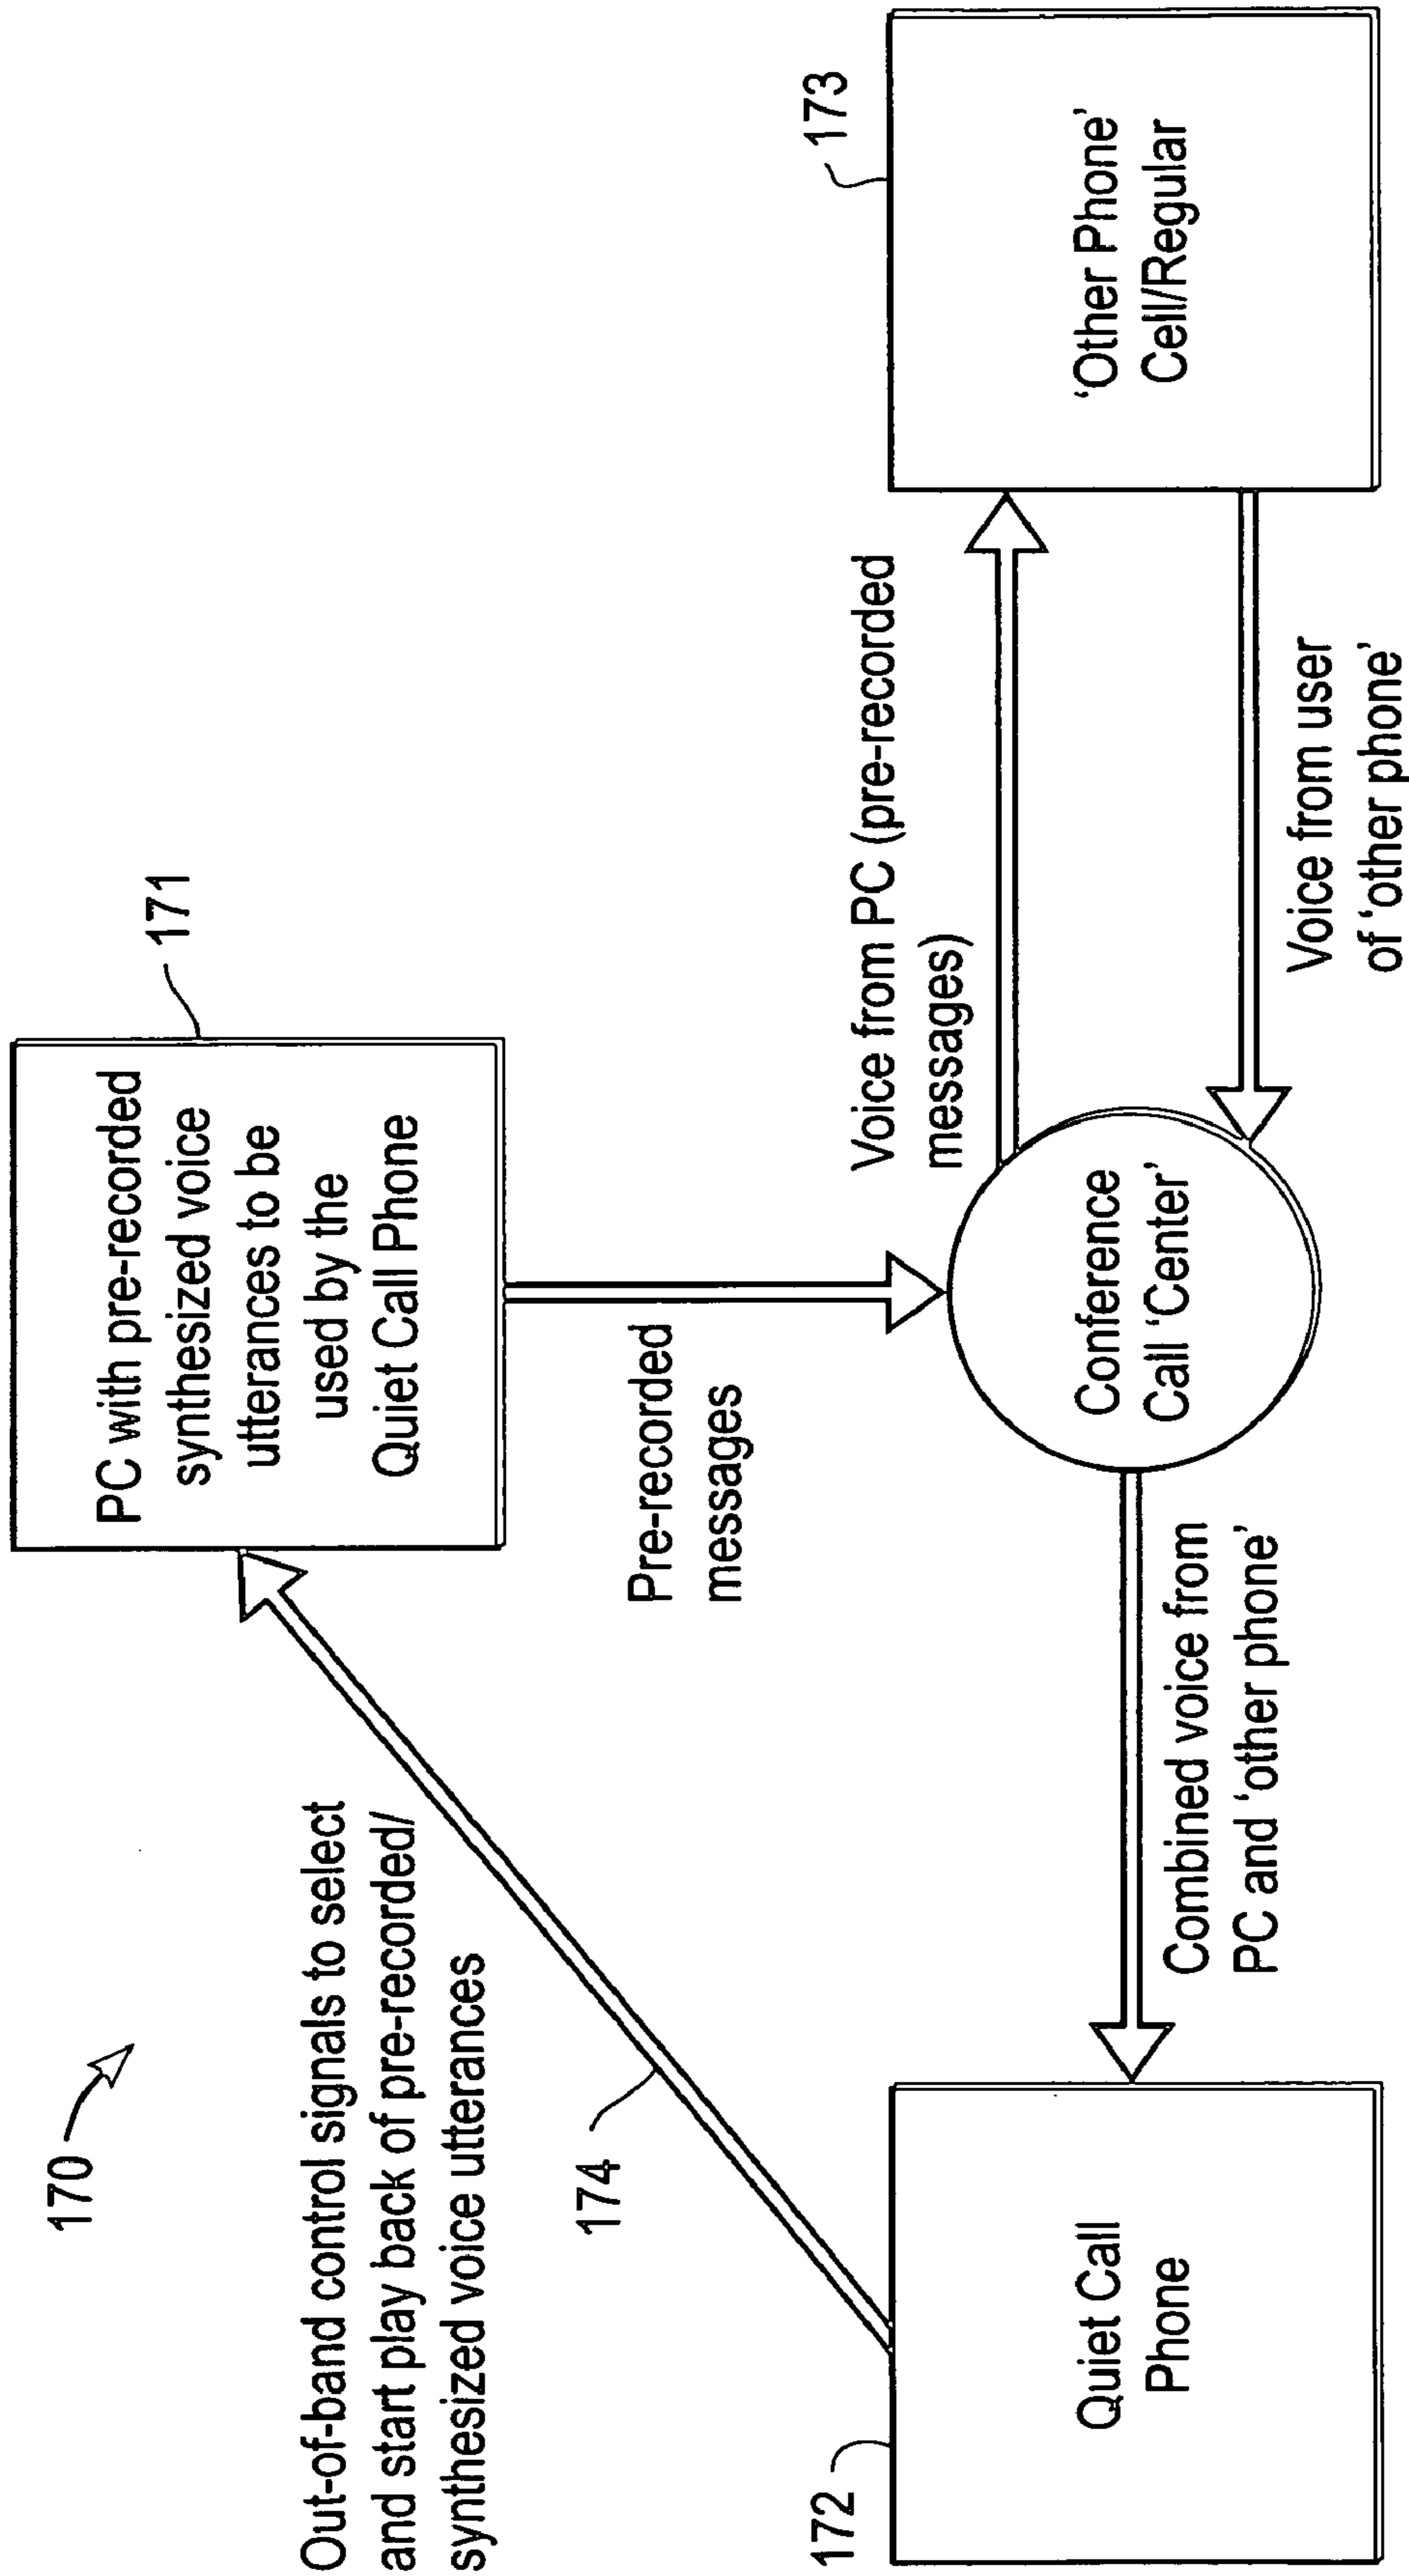 170
Out-of-band control signals to select
and start play back of pre-recorded/
synthesized voice utterances
174
PC with pre-recorded
synthesized voice
utterances to be
used by the
Quiet Call Phone
171
Pre-recorded
messages
172
Quiet Call
Phone
Combined voice from
PC and ‘other phone’
Conference
Call ‘Center’
Voice from PC (pre-recorded
messages)
Voice from user
of ‘other phone’
173
‘Other Phone’
Cell/Regular